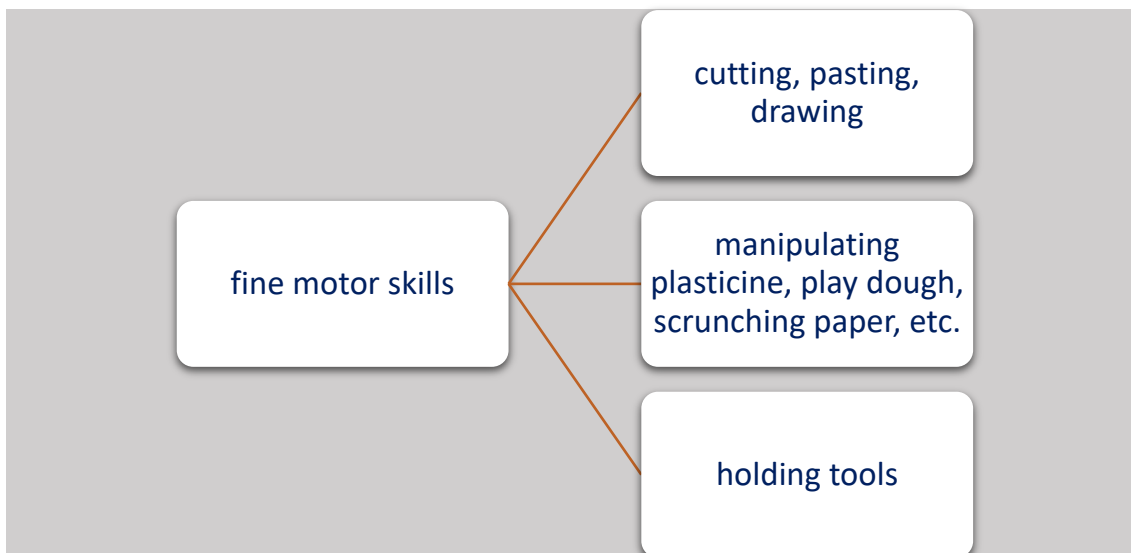 cutting, pasting,
drawing
fine motor skills
manipulating
plasticine, play dough,
scrunching paper, etc.
holding tools